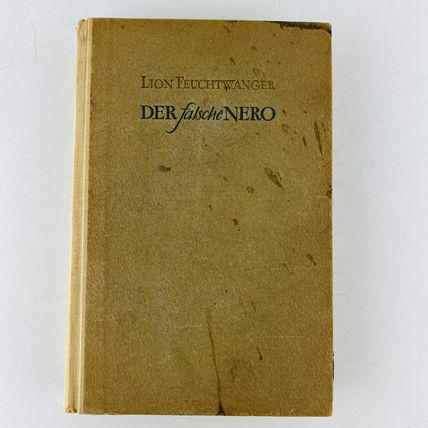 LION FEUCHTWANGER
DER falsche NERO